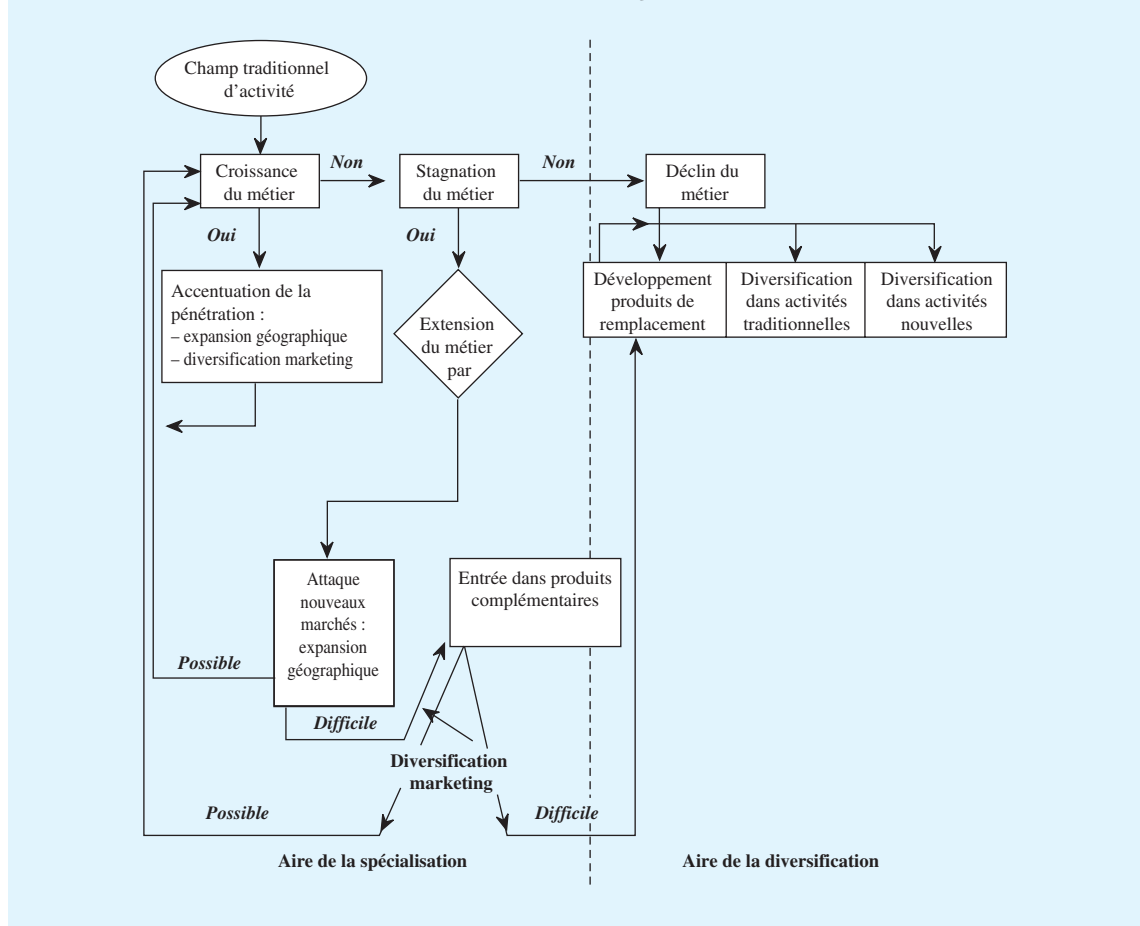 Champ traditionnel
d'activité
Croissance
du métier
Non
Stagnation
du métier
Non
Déclin du
métier
Oui
Oui
Accentuation de la
pénétration :
– expansion géographique
– diversification marketing
Extension
du métier
par
Développement
produits de
remplacement
Diversification
dans activités
traditionnelles
Diversification
dans activités
nouvelles
Attaque
nouveaux
marchés :
expansion
géographique
Entrée dans produits
complémentaires
Possible
Difficile
Diversification
marketing
Possible
Difficile
Aire de la spécialisation
Aire de la diversification